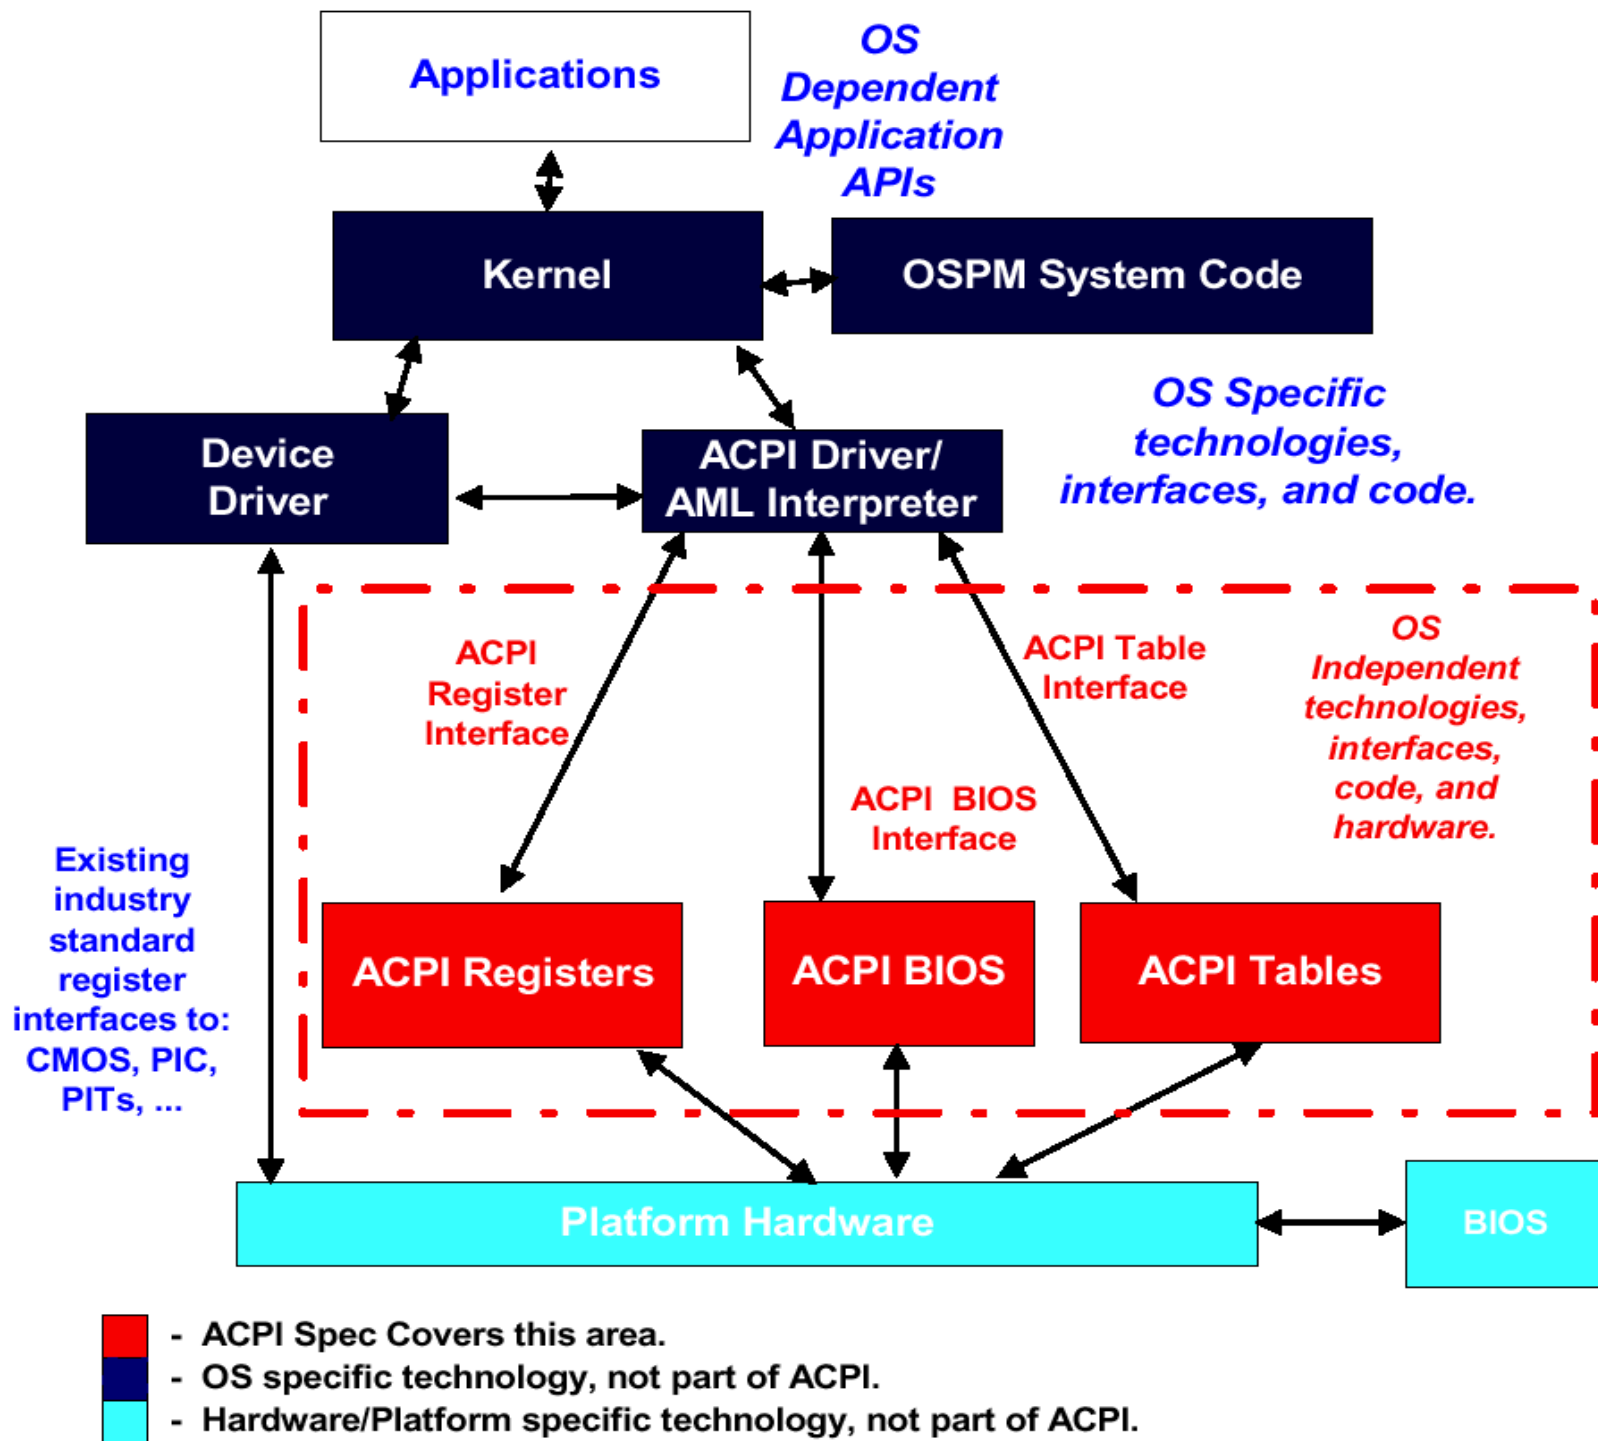 Applications
OS
Dependent
Application
APIs
Kernel
OSPM System Code
Device
Driver
ACPI Driver/
AML Interpreter
OS Specific
technologies,
interfaces, and code.
ACPI
Register
Interface
ACPI Table
Interface
OS
Independent
technologies,
interfaces,
code, and
hardware.
ACPI BIOS
Interface
Existing
industry
standard
register
interfaces to:
CMOS, PIC,
PITs, ...
ACPI Registers
ACPI BIOS
ACPI Tables
Platform Hardware
BIOS
- ACPI Spec Covers this area.
- OS specific technology, not part of ACPI.
- Hardware/Platform specific technology, not part of ACPI.